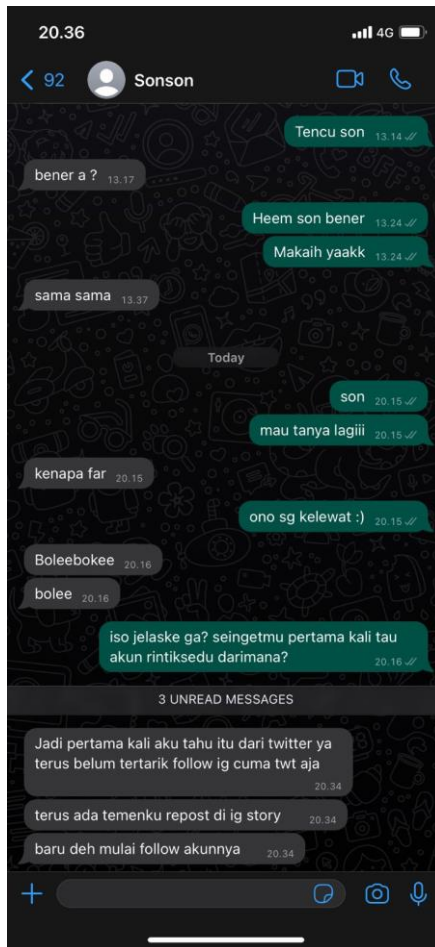 20.36
4G
92
Sonson
Tencu son 13.14
bener a ? 13.17
Heem son bener 13.24
Makaih yaakk 13.24
sama sama 13.37
Today
son 20.15
mau tanya lagiii 20.15
kenapa far 20.15
ono sg kelewat :) 20.15
Boleebokee 20.16
bolee 20.16
iso jelaske ga? seingetmu pertama kali tau
akun rintiksedu darimana?
20.16
3 UNREAD MESSAGES
Jadi pertama kali aku tahu itu dari twitter ya
terus belum tertarik follow ig cuma twt aja
20.34
terus ada temenku repost di ig story 20.34
baru deh mulai follow akunnya 20.34